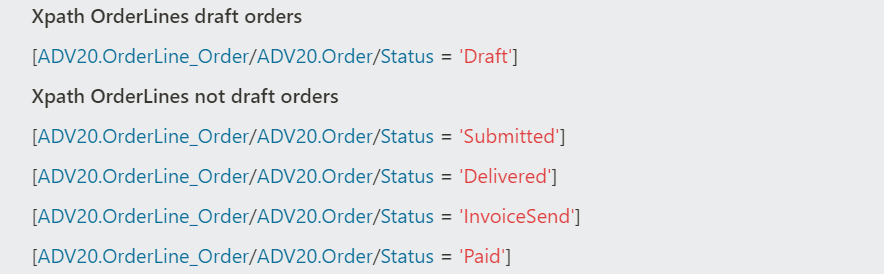 Xpath OrderLines draft orders
[ADV20.OrderLine_Order/ADV20.Order/Status = 'Draft']
Xpath OrderLines not draft orders
[ADV20.OrderLine_Order/ADV20.Order/Status = 'Submitted']
[ADV20.OrderLine_Order/ADV20.Order/Status = 'Delivered']
[ADV20.OrderLine_Order/ADV20.Order/Status = 'InvoiceSend']
[ADV20.OrderLine_Order/ADV20.Order/Status = 'Paid']